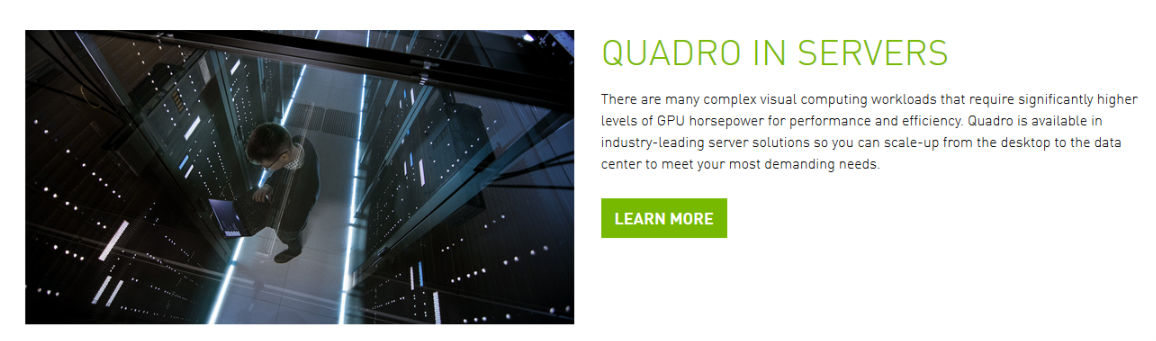 QUADRO IN SERVERS
There are many complex visual computing workloads that require significantly higher
levels of GPU horsepower for performance and efficiency. Quadro is available in
industry-leading server solutions so you can scale-up from the desktop to the data
center to meet your most demanding needs.
LEARN MORE